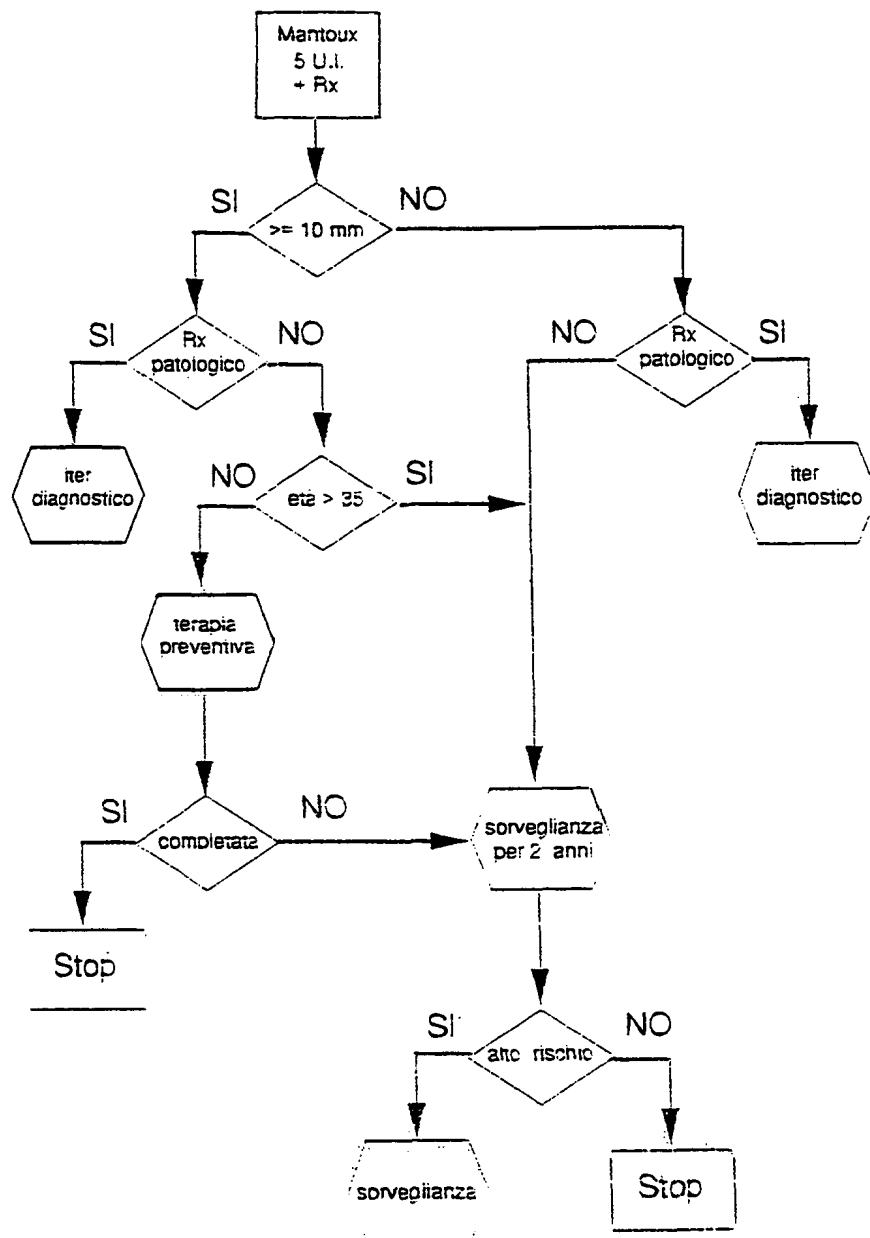 Mantoux
5 U.I.
+ Rx
SI
NO
>= 10 mm
SI
Rx
patologico
NO
NO
Rx
patologico
SI
iter
diagnostico
NO
età > 35
SI
iter
diagnostico
terapia
preventiva
SI
completata
NO
sorveglianza
per 2 anni
Stop
SI
alto rischio
NO
sorveglianza
Stop